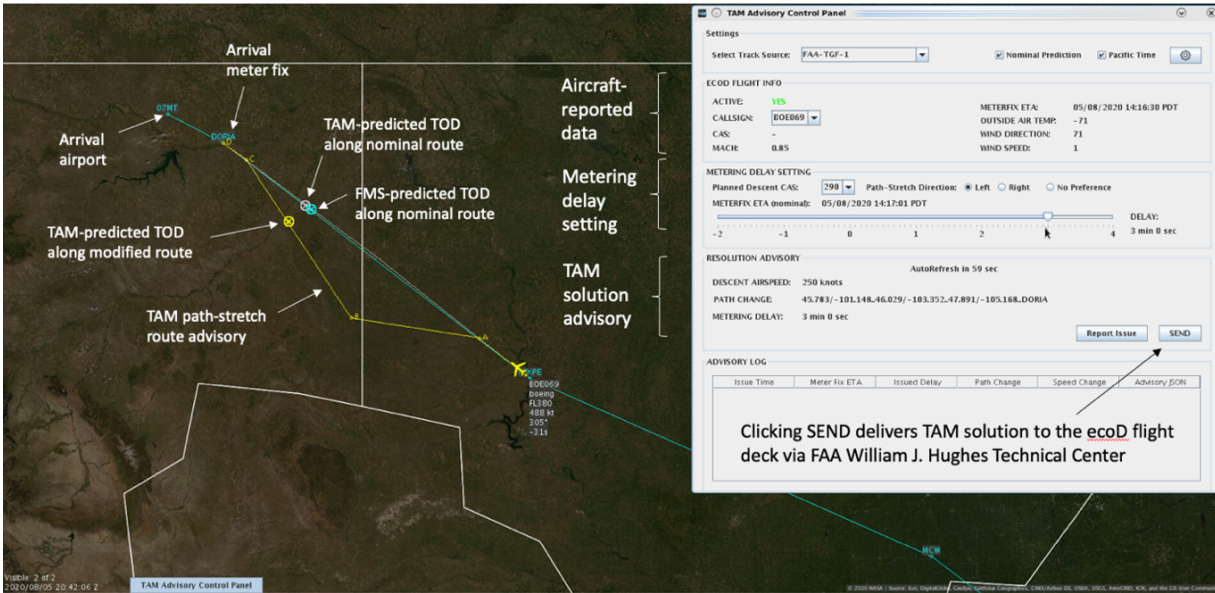 Arrival
meter fix
07MT
Arrival
airport
DORIA
D
C
TAM-predicted TOD
along nominal route
FMS-predicted TOD
along nominal route
TAM-predicted TOD
along modified route
TAM path-stretch
route advisory
B
A
BOE069
boeing
FL380
488 kt
305°
-31s
MCW
Aircraft-
reported
data
Metering
delay
setting
TAM
solution
advisory
Visible: 2 of 2
2020/08/05 20:42:06 Z
TAM Advisory Control Panel
TAM Advisory Control Panel
Settings
Select Track Source: FAA-TGF-1 Nominal Prediction Pacific Time
ECOD FLIGHT INFO
ACTIVE: YES
CALLSIGN: BOE069
CAS: -
MACH: 0.85
METERFIX ETA: 05/08/2020 14:16:30 PDT
OUTSIDE AIR TEMP: -71
WIND DIRECTION: 71
WIND SPEED: 1
METERING DELAY SETTING
Planned Descent CAS: 290 Path-Stretch Direction: Left Right No Preference
METERFIX ETA (nominal): 05/08/2020 14:17:01 PDT
DELAY:
3 min 0 sec
-2 -1 0 1 2 3 4
RESOLUTION ADVISORY
AutoRefresh in 59 sec
DESCENT AIRSPEED: 250 knots
PATH CHANGE: 45.783/-101.148..46.029/-103.352..47.891/-105.168..DORIA
METERING DELAY: 3 min 0 sec
Report Issue SEND
ADVISORY LOG
Issue Time Meter Fix ETA Issued Delay Path Change Speed Change Advisory JSON
Clicking SEND delivers TAM solution to the ecoD flight
deck via FAA William J. Hughes Technical Center